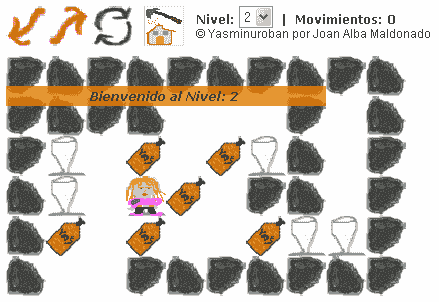 Nivel: 2 | Movimientos: 0
© Yasminuroban por Joan Alba Maldonado
Bienvenido al Nivel: 2